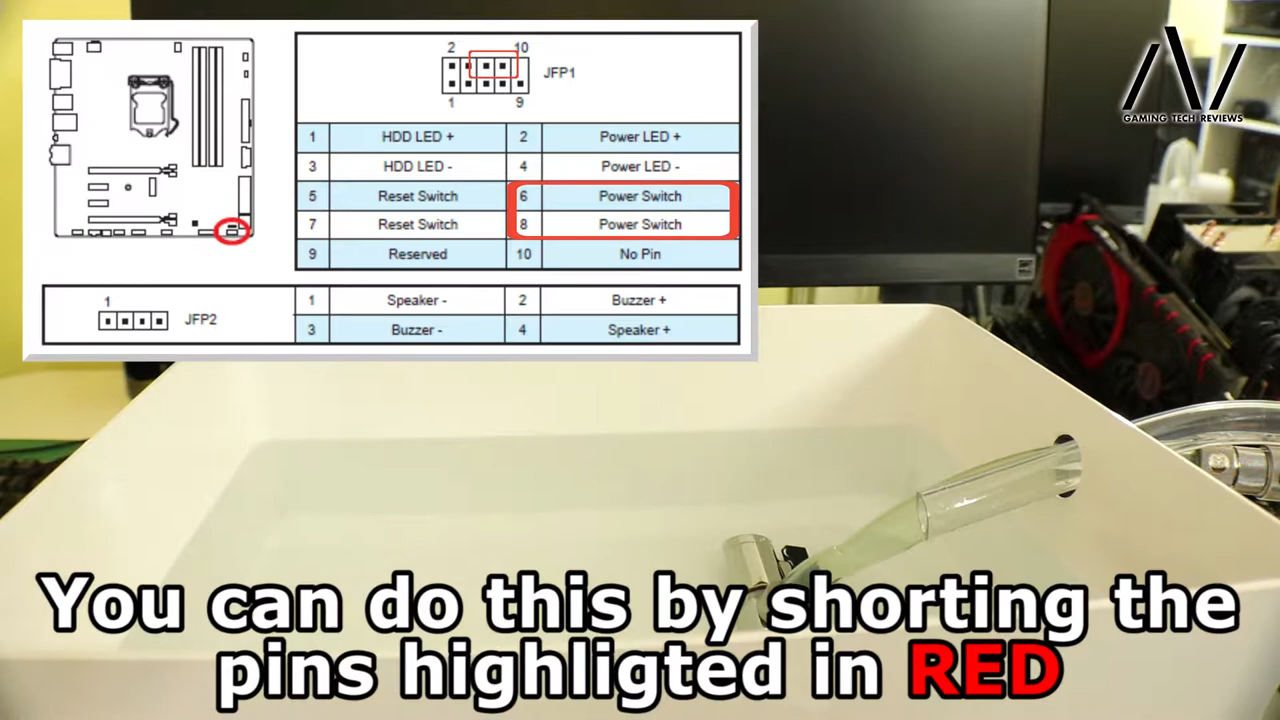 2 10
JFP1
1 9
1 HDD LED + 2 Power LED +
3 HDD LED - 4 Power LED -
5 Reset Switch 6 Power Switch
7 Reset Switch 8 Power Switch
9 Reserved 10 No Pin
1
JFP2
1 Speaker - 2 Buzzer +
3 Buzzer - 4 Speaker +
GAMING TECH REVIEWS
You can do this by shorting the
pins highligted in RED